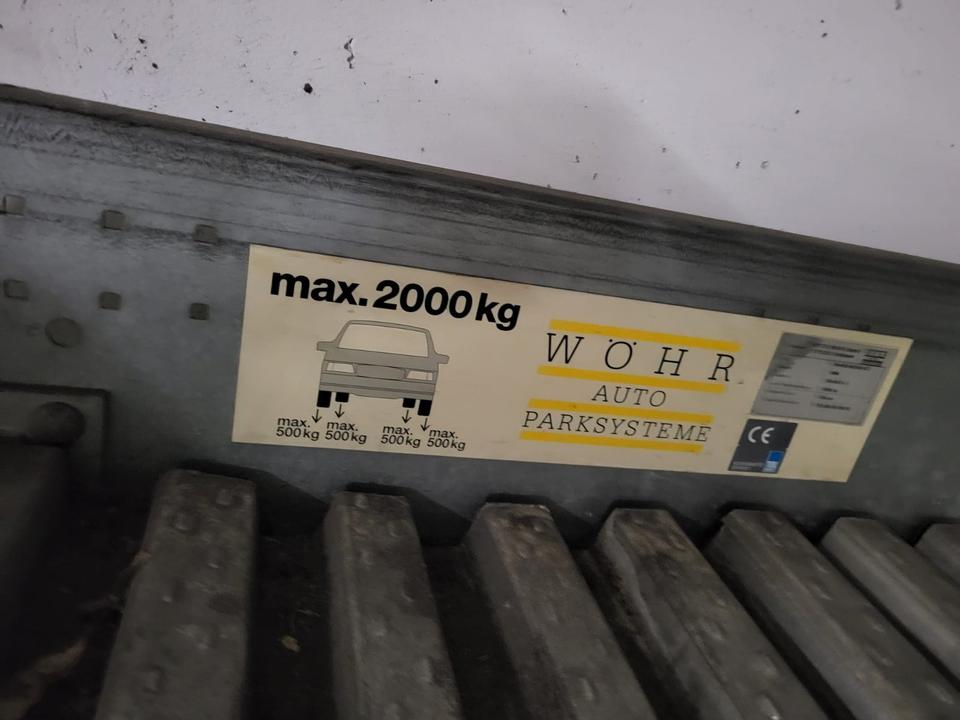 max. 2000 kg
max.
500 kg
max.
500 kg
max.
500 kg
max.
500 kg
WÖHR
AUTO
PARKSYSTEME
CE